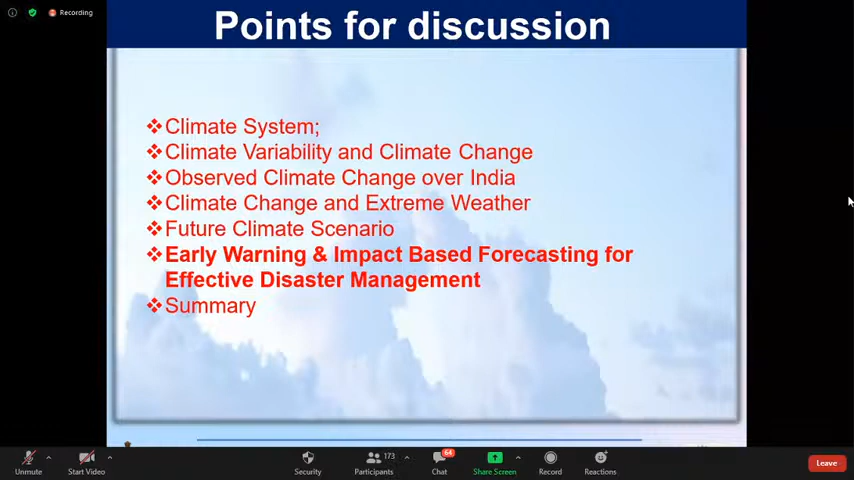 Recording
Points for discussion
❖Climate System;
❖Climate Variability and Climate Change
❖Observed Climate Change over India
❖Climate Change and Extreme Weather
❖Future Climate Scenario
❖Early Warning & Impact Based Forecasting for
Effective Disaster Management
❖Summary
Unmute
Start Video
Security
Participants
173
Chat
64
Share Screen
Record
Reactions
Leave